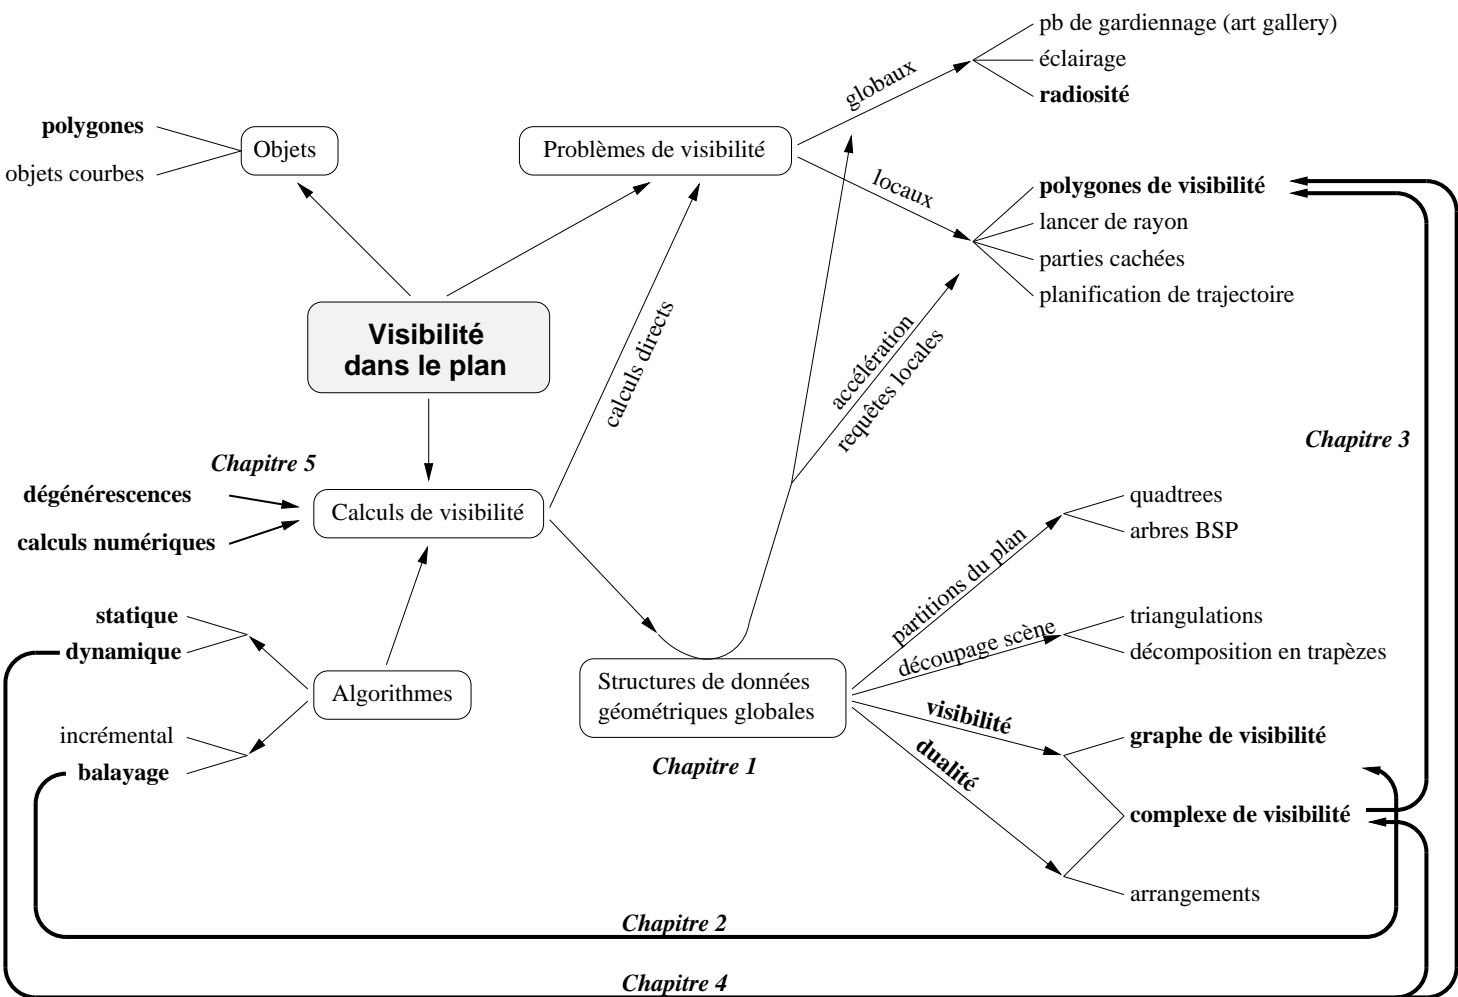 pb de gardiennage (art gallery)
éclairage
radiosité
globaux
polygones
objets courbes
Objets
Problèmes de visibilité
locaux
polygones de visibilité
lancer de rayon
parties cachées
planification de trajectoire
Visibilité
dans le plan
calculs directs
accélération
requêtes locales
Chapitre 3
Chapitre 5
dégénérescences
calculs numériques
Calculs de visibilité
quadtrees
arbres BSP
partitions du plan
statique
dynamique
Algorithmes
incrémental
balayage
Structures de données
géométriques globales
Chapitre 1
découpage scène
triangulations
décomposition en trapèzes
visibilité
graphe de visibilité
dualité
complexe de visibilité
arrangements
Chapitre 2
Chapitre 4